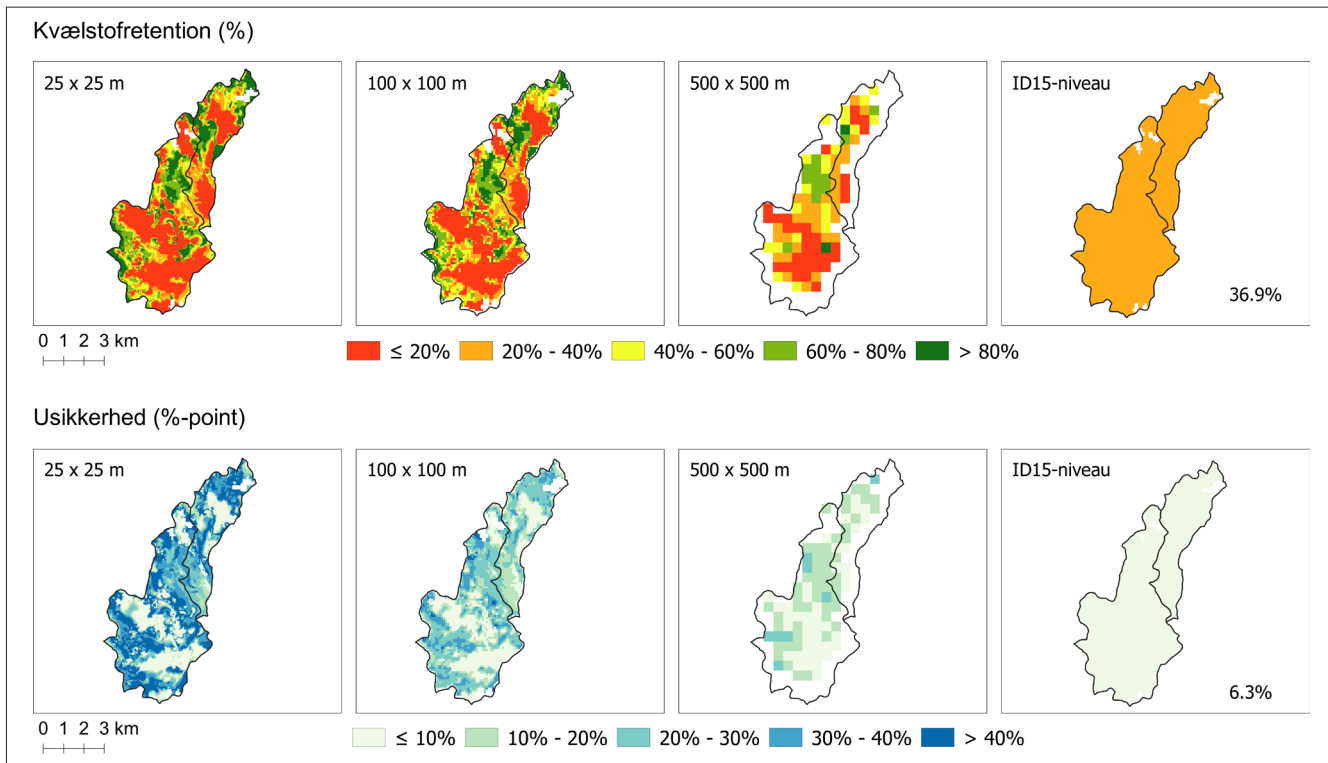 Kvælstofretention (%)
25 x 25 m
100 x 100 m
500 x 500 m
ID15-niveau
36.9%
0 1 2 3 km
≤ 20% 20% - 40% 40% - 60% 60% - 80% > 80%
Usikkerhed (%-point)
25 x 25 m
100 x 100 m
500 x 500 m
ID15-niveau
6.3%
0 1 2 3 km
≤ 10% 10% - 20% 20% - 30% 30% - 40% > 40%